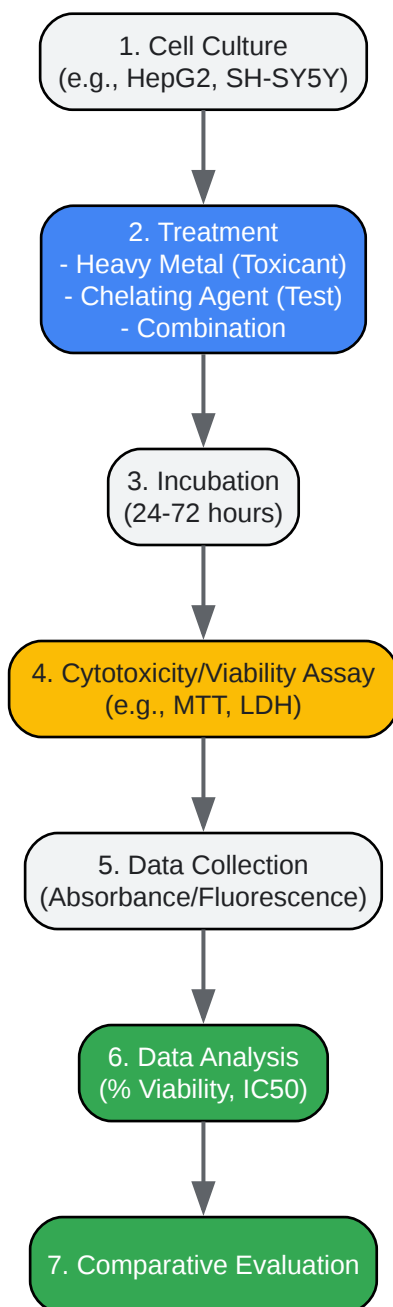 1. Cell Culture
(e.g., HepG2, SH-SY5Y)
2. Treatment
- Heavy Metal (Toxicant)
- Chelating Agent (Test)
- Combination
3. Incubation
(24-72 hours)
4. Cytotoxicity/Viability Assay
(e.g., MTT, LDH)
5. Data Collection
(Absorbance/Fluorescence)
6. Data Analysis
(% Viability, IC50)
7. Comparative Evaluation